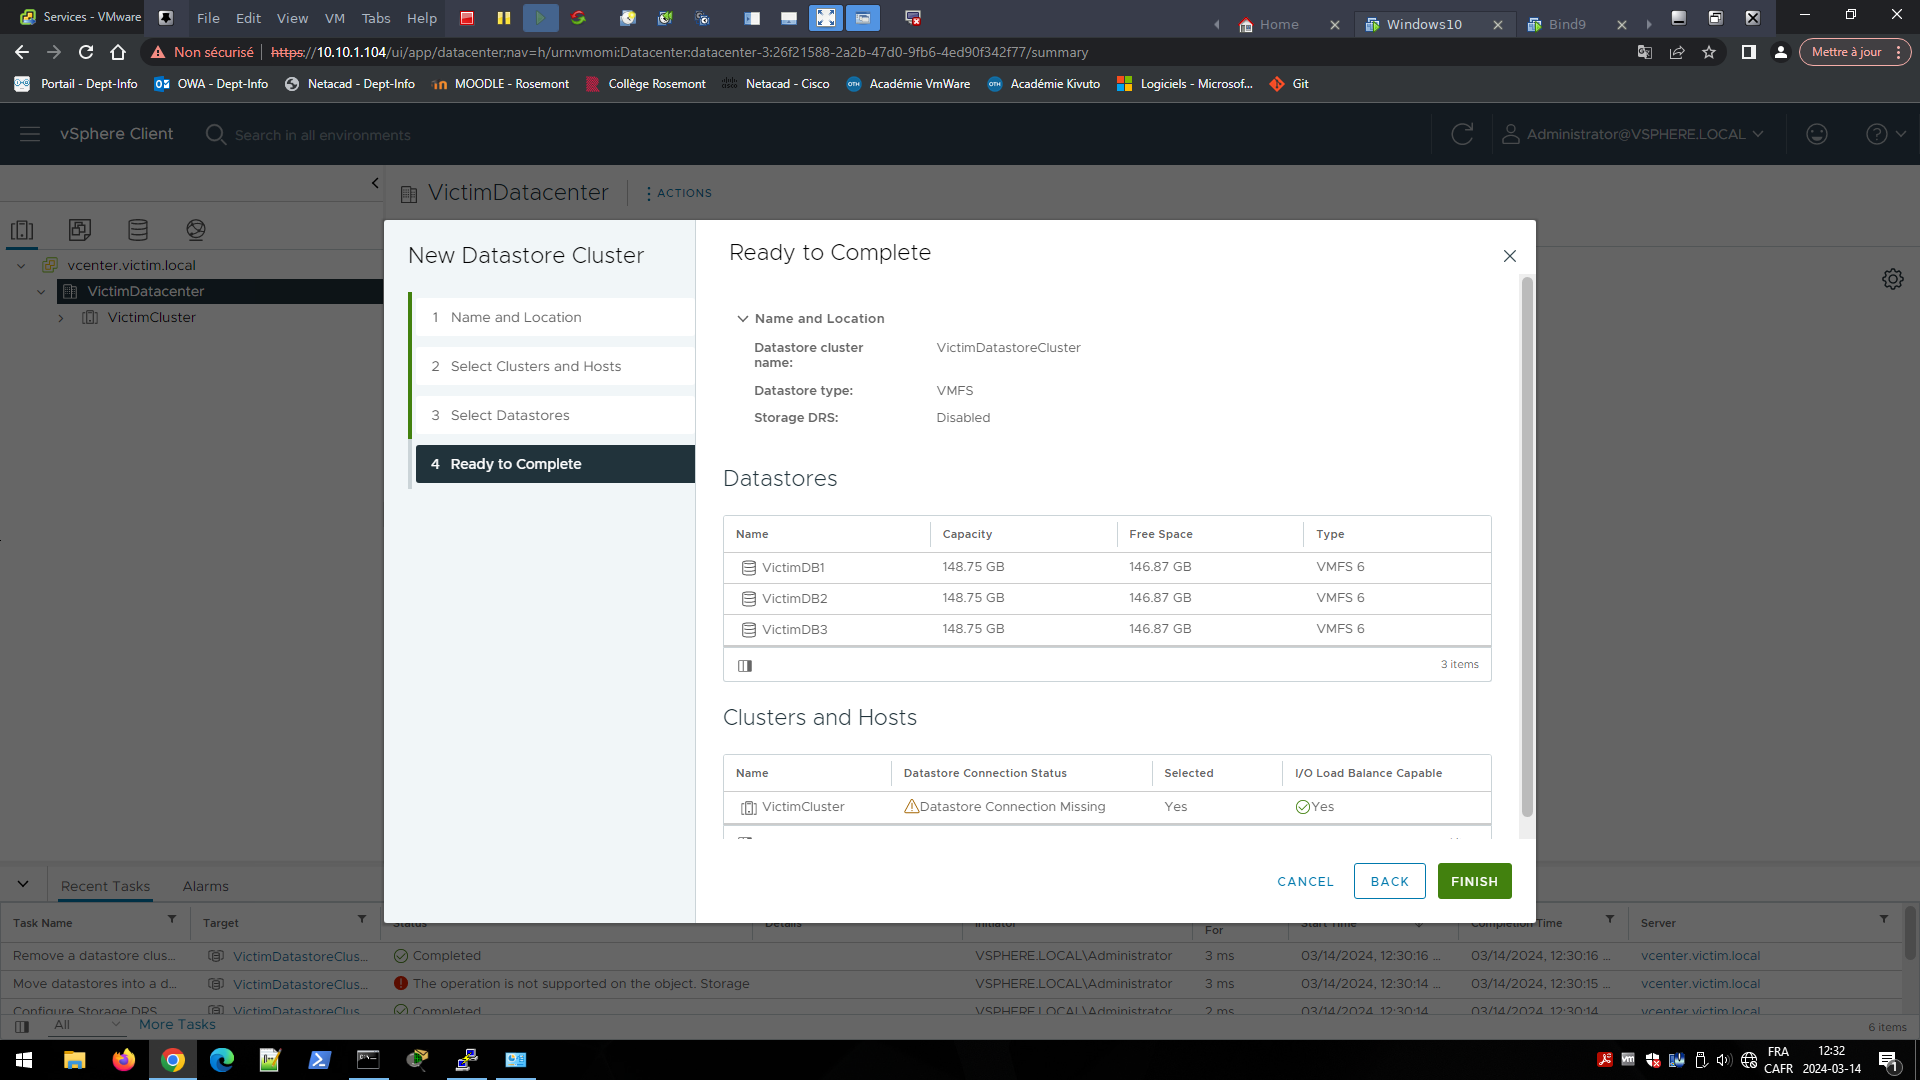 Services - VMware
File Edit View VM Tabs Help
Home
Windows10
Bind9
Non sécurisé
https://10.10.1.104/ui/app/datacenter;nav=h/urn:vmomi:Datacenter:datacenter-3:26f21588-2a2b-47d0-9fb6-4ed90f342f77/summary
Mettre à jour
Portail - Dept-Info
OWA - Dept-Info
Netacad - Dept-Info
MOODLE - Rosemont
Collège Rosemont
Netacad - Cisco
Académie VmWare
Académie Kivuto
Logiciels - Microsof...
Git
vSphere Client
Search in all environments
Administrator@VSPHERE.LOCAL
VictimDatacenter
ACTIONS
vcenter.victim.local
VictimDatacenter
VictimCluster
New Datastore Cluster
1 Name and Location
2 Select Clusters and Hosts
3 Select Datastores
4 Ready to Complete
Ready to Complete
Name and Location
Datastore cluster name: VictimDatastoreCluster
Datastore type: VMFS
Storage DRS: Disabled
Datastores
Name Capacity Free Space Type
VictimDB1 148.75 GB 146.87 GB VMFS 6
VictimDB2 148.75 GB 146.87 GB VMFS 6
VictimDB3 148.75 GB 146.87 GB VMFS 6
3 items
Clusters and Hosts
Name Datastore Connection Status Selected I/O Load Balance Capable
VictimCluster Datastore Connection Missing Yes Yes
CANCEL BACK FINISH
Recent Tasks Alarms
Task Name Target Status Details Initiator For Start Time Completion Time Server
Remove a datastore clus... VictimDatastoreClus... Completed VSPHERE.LOCAL\Administrator 3 ms 03/14/2024, 12:30:16 ... 03/14/2024, 12:30:16 ... vcenter.victim.local
Move datastores into a d... VictimDatastoreClus... The operation is not supported on the object. Storage VSPHERE.LOCAL\Administrator 3 ms 03/14/2024, 12:30:14 ... 03/14/2024, 12:30:15 ... vcenter.victim.local
Configure Storage DRS VictimDatastoreClus... Completed VSPHERE.LOCAL\Administrator 2 ms 03/14/2024, 12:30:14 03/14/2024, 12:30:14 vcenter.victim.local
All More Tasks
6 items
FRA
CAFR
12:32
2024-03-14
1